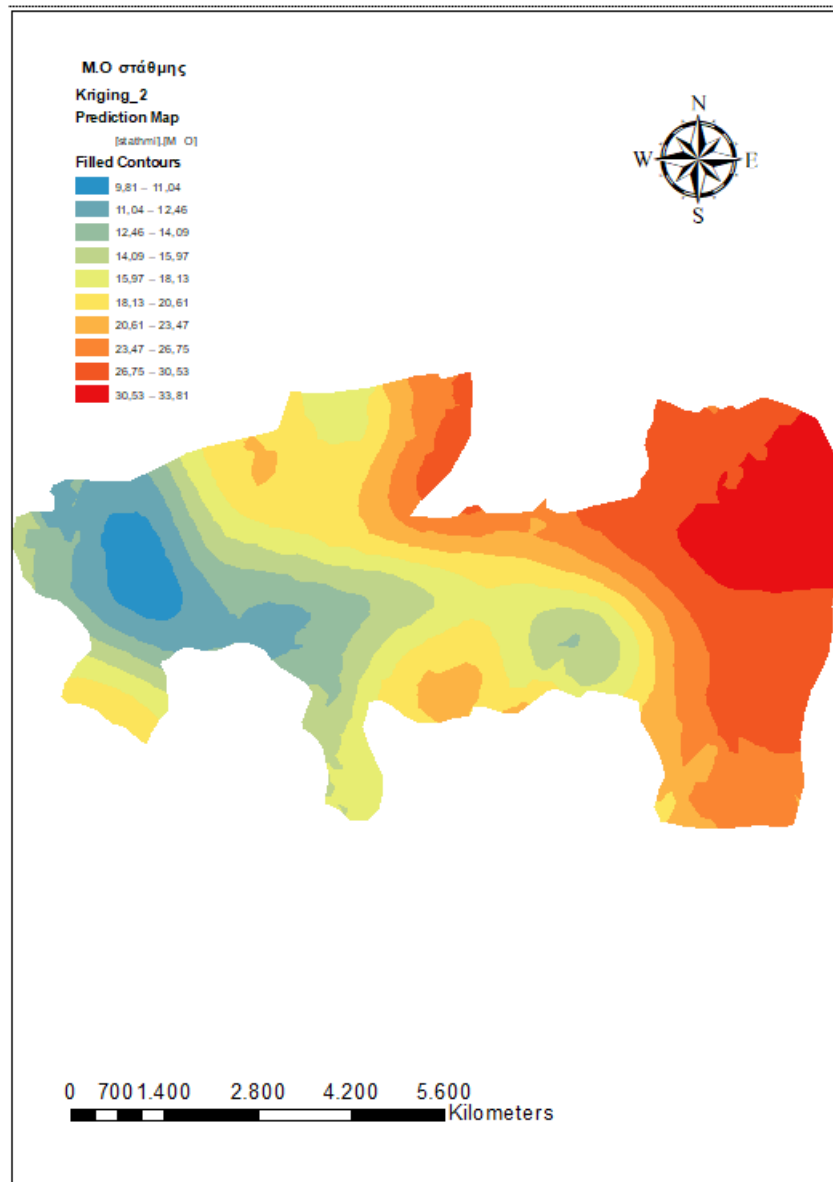 Μ.Ο στάθμης
Kriging_2
Prediction Map
[stathmi].[M_O]
Filled Contours
9,81 – 11,04
11,04 – 12,46
12,46 – 14,09
14,09 – 15,97
15,97 – 18,13
18,13 – 20,61
20,61 – 23,47
23,47 – 26,75
26,75 – 30,53
30,53 – 33,81
N
W E
S
0 700 1.400 2.800 4.200 5.600
Kilometers